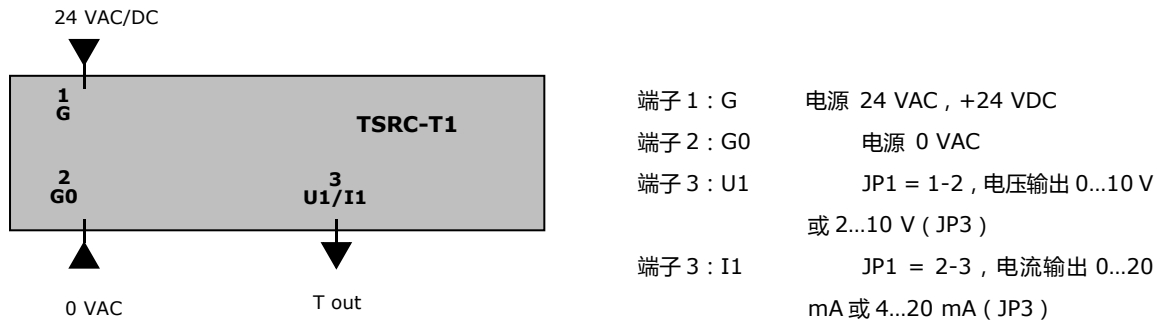 24 VAC/DC
1
G
TSRC-T1
2
G0
3
U1/I1
0 VAC
T out
端子 1：G 电源 24 VAC，+24 VDC
端子 2：G0 电源 0 VAC
端子 3：U1 JP1 = 1-2，电压输出 0…10 V
或 2…10 V（JP3）
端子 3：I1 JP1 = 2-3，电流输出 0…20
mA 或 4…20 mA（JP3）